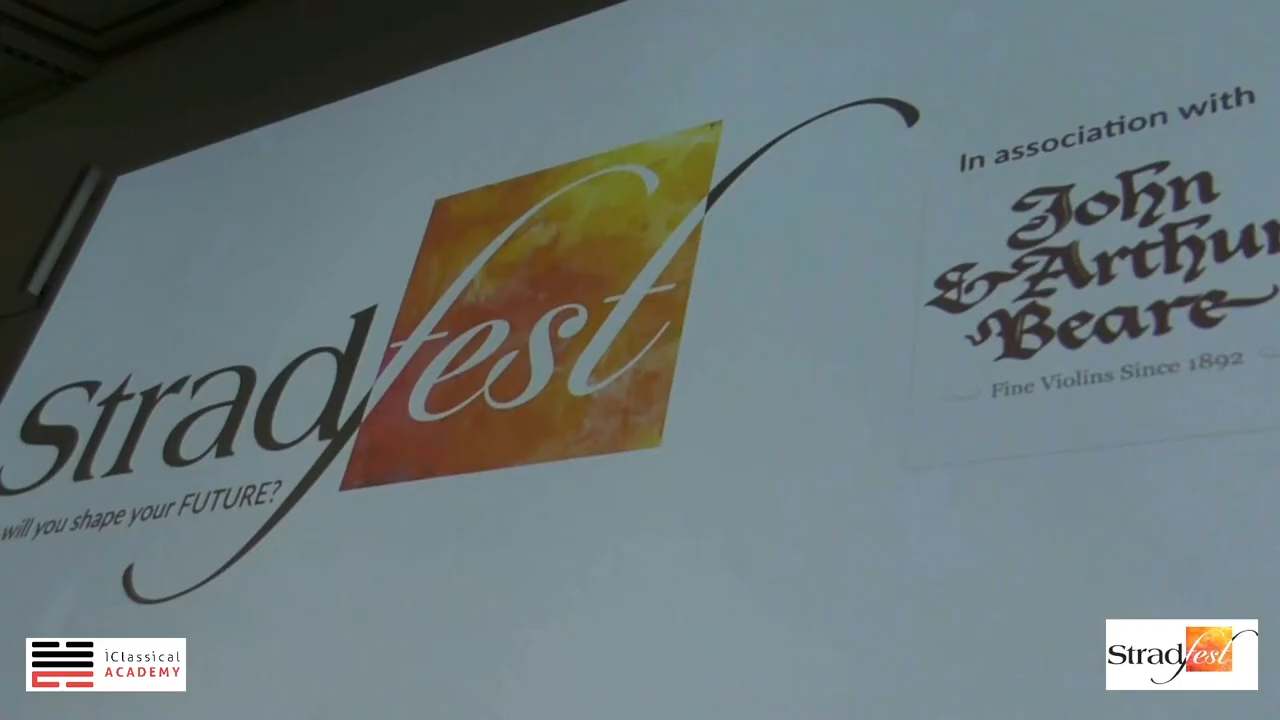 Stradfest
will you shape your FUTURE?
In association with
John
& Arthur
Beare
Fine Violins Since 1892
iClassical
ACADEMY
Stradfest